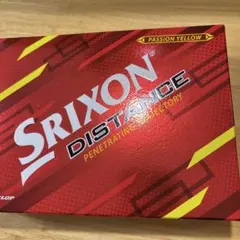 PASSION YELLOW
SRIXON
DISTANCE
PENETRATING TRAJECTORY